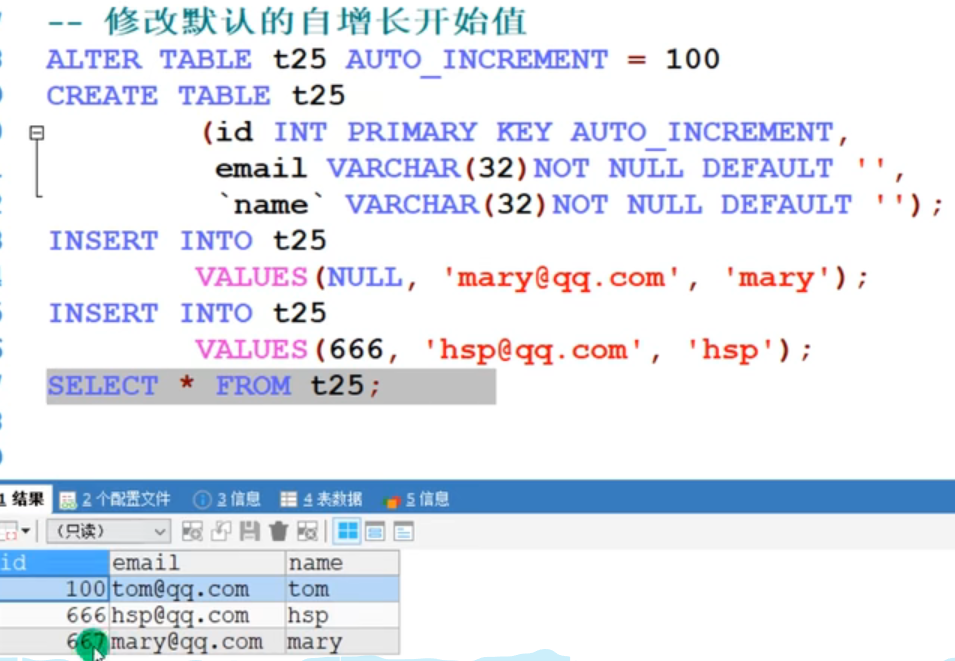 -- 修改默认的自增长开始值
ALTER TABLE t25 AUTO_INCREMENT = 100
CREATE TABLE t25
(id INT PRIMARY KEY AUTO_INCREMENT,
email VARCHAR(32)NOT NULL DEFAULT '',
`name` VARCHAR(32)NOT NULL DEFAULT '');
INSERT INTO t25
VALUES(NULL, 'mary@qq.com', 'mary');
INSERT INTO t25
VALUES(666, 'hsp@qq.com', 'hsp');
SELECT * FROM t25;
1 结果 2 个配置文件 3 信息 4 表数据 5 信息
(只读)
id email name
100 tom@qq.com tom
666 hsp@qq.com hsp
667 mary@qq.com mary